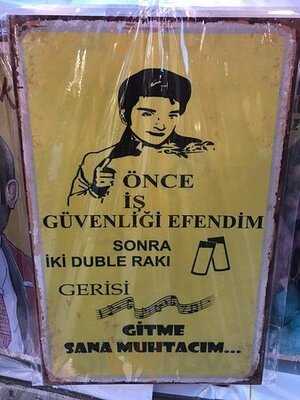 ÖNCE
İŞ
GÜVENLİĞİ EFENDİM
SONRA
İKİ DUBLE RAKI
GERİSİ
GİTME
SANA MUHTACIM...